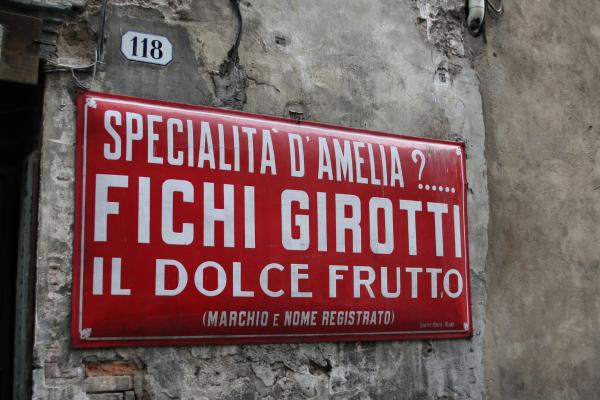 118
SPECIALITÀ D'AMELIA ?......
FICHI GIROTTI
IL DOLCE FRUTTO
(MARCHIO E NOME REGISTRATO)